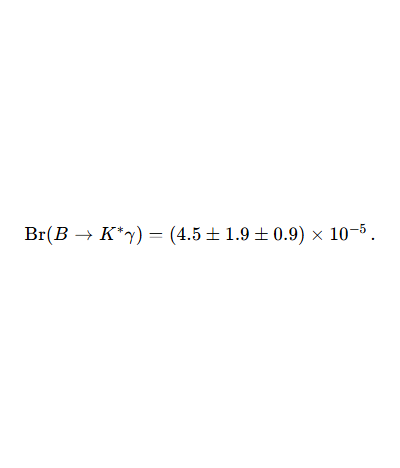 Br(B → K*γ) = (4.5 ± 1.9 ± 0.9) × 10⁻⁵ .